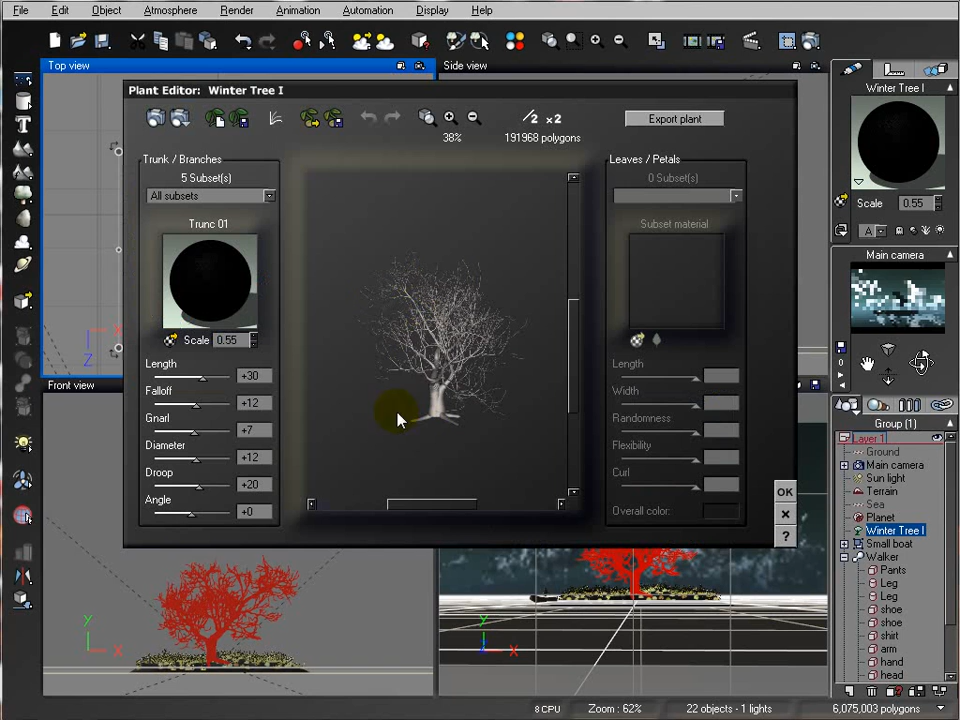 File Edit Object Atmosphere Render Animation Automation Display Help
Top view
Side view
Plant Editor: Winter Tree I
Winter Tree I
38%
/2 x2
191968 polygons
Export plant
Trunk / Branches
5 Subset(s)
All subsets
Trunc 01
Scale 0.55
Length
+30
Falloff
+12
Gnarl
+7
Diameter
+12
Droop
+20
Angle
+0
Leaves / Petals
0 Subset(s)
Subset material
Length
Width
Randomness
Flexibility
Curl
Overall color:
OK
?
Scale 0.55
A
Main camera
0
Front view
Z X
Y X
Y X
Group (1)
Layer 1
Ground
Main camera
Sun light
Terrain
Sea
Planet
Winter Tree I
Small boat
Walker
Pants
Leg
Leg
shoe
shoe
shirt
arm
hand
head
8 CPU
Zoom : 62%
22 objects - 1 lights
6,075,003 polygons